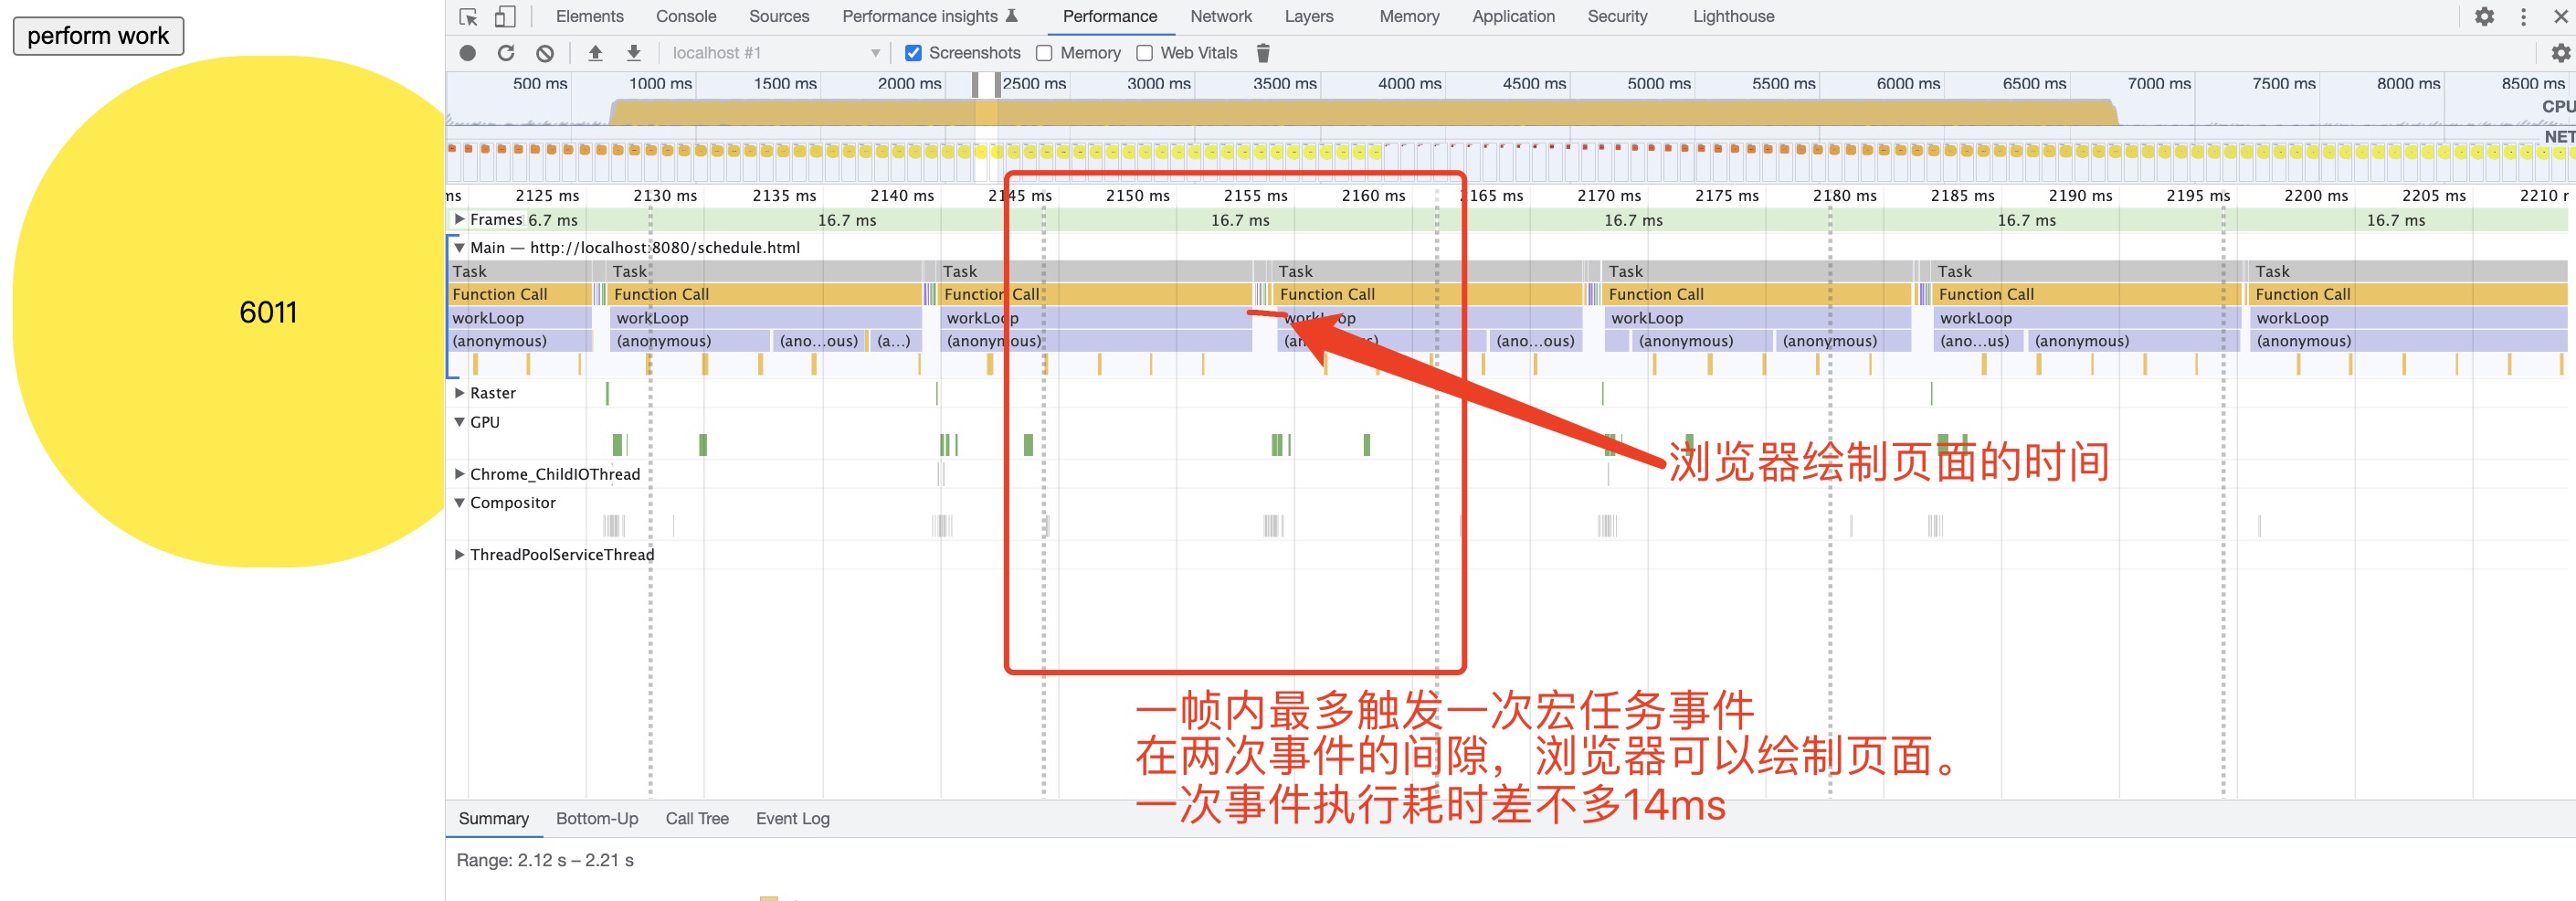 perform work
6011
Elements Console Sources Performance insights Performance Network Layers Memory Application Security Lighthouse
localhost #1 Screenshots Memory Web Vitals
500 ms 1000 ms 1500 ms 2000 ms 2500 ms 3000 ms 3500 ms 4000 ms 4500 ms 5000 ms 5500 ms 6000 ms 6500 ms 7000 ms 7500 ms 8000 ms 8500 ms
CPU
NET
ms 2125 ms 2130 ms 2135 ms 2140 ms 2145 ms 2150 ms 2155 ms 2160 ms 2165 ms 2170 ms 2175 ms 2180 ms 2185 ms 2190 ms 2195 ms 2200 ms 2205 ms 2210 r
Frames 6.7 ms 16.7 ms 16.7 ms 16.7 ms 16.7 ms 16.7 ms
Main — http://localhost:8080/schedule.html
Task Task Task Task Task Task Task
Function Call Function Call Function Call Function Call Function Call Function Call Function Call
workLoop workLoop workLoop workLoop workLoop workLoop workLoop
(anonymous) (anonymous) (ano...ous) (a...) (anonymous) (ano...ous) (anonymous) (anonymous) (ano...us) (anonymous) (anonymous)
Raster
GPU
浏览器绘制页面的时间
Chrome_ChildIOThread
Compositor
ThreadPoolServiceThread
一帧内最多触发一次宏任务事件
在两次事件的间隙，浏览器可以绘制页面。
一次事件执行耗时差不多14ms
Summary Bottom-Up Call Tree Event Log
Range: 2.12 s – 2.21 s